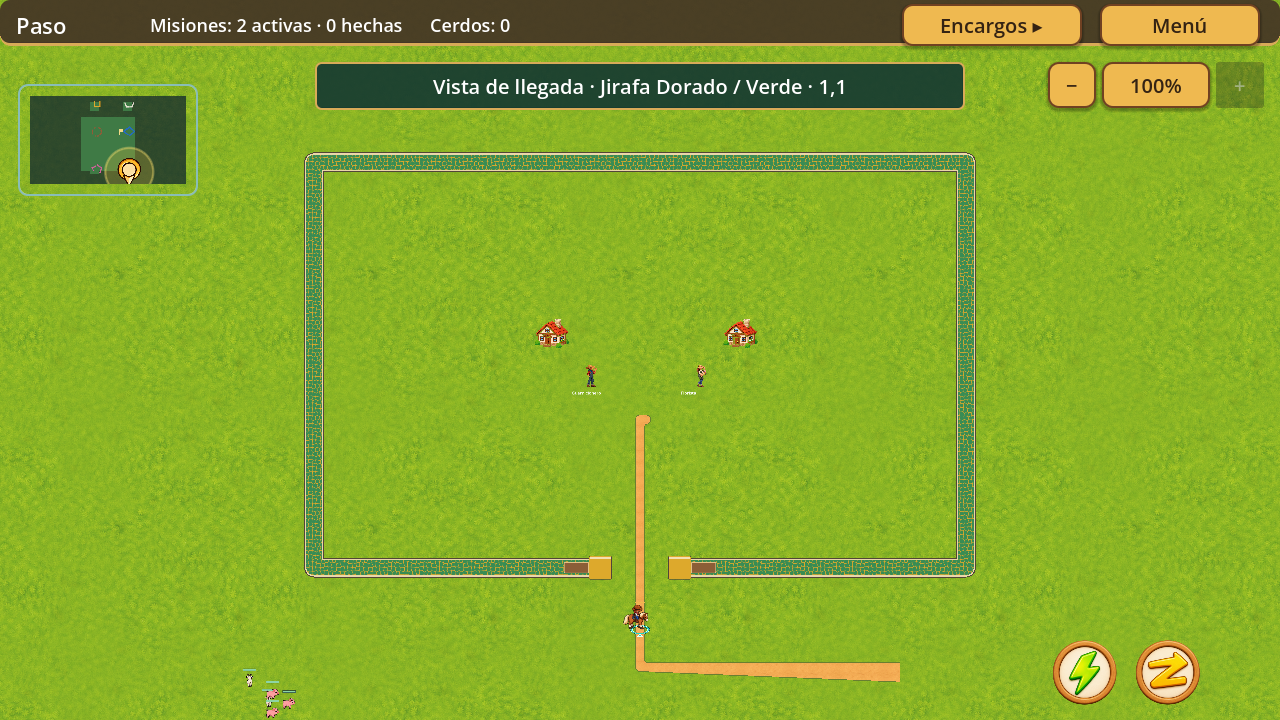 Paso
Misiones: 2 activas · 0 hechas
Cerdos: 0
Encargos ▸
Menú
Vista de llegada · Jirafa Dorado / Verde · 1,1
−
100%
+